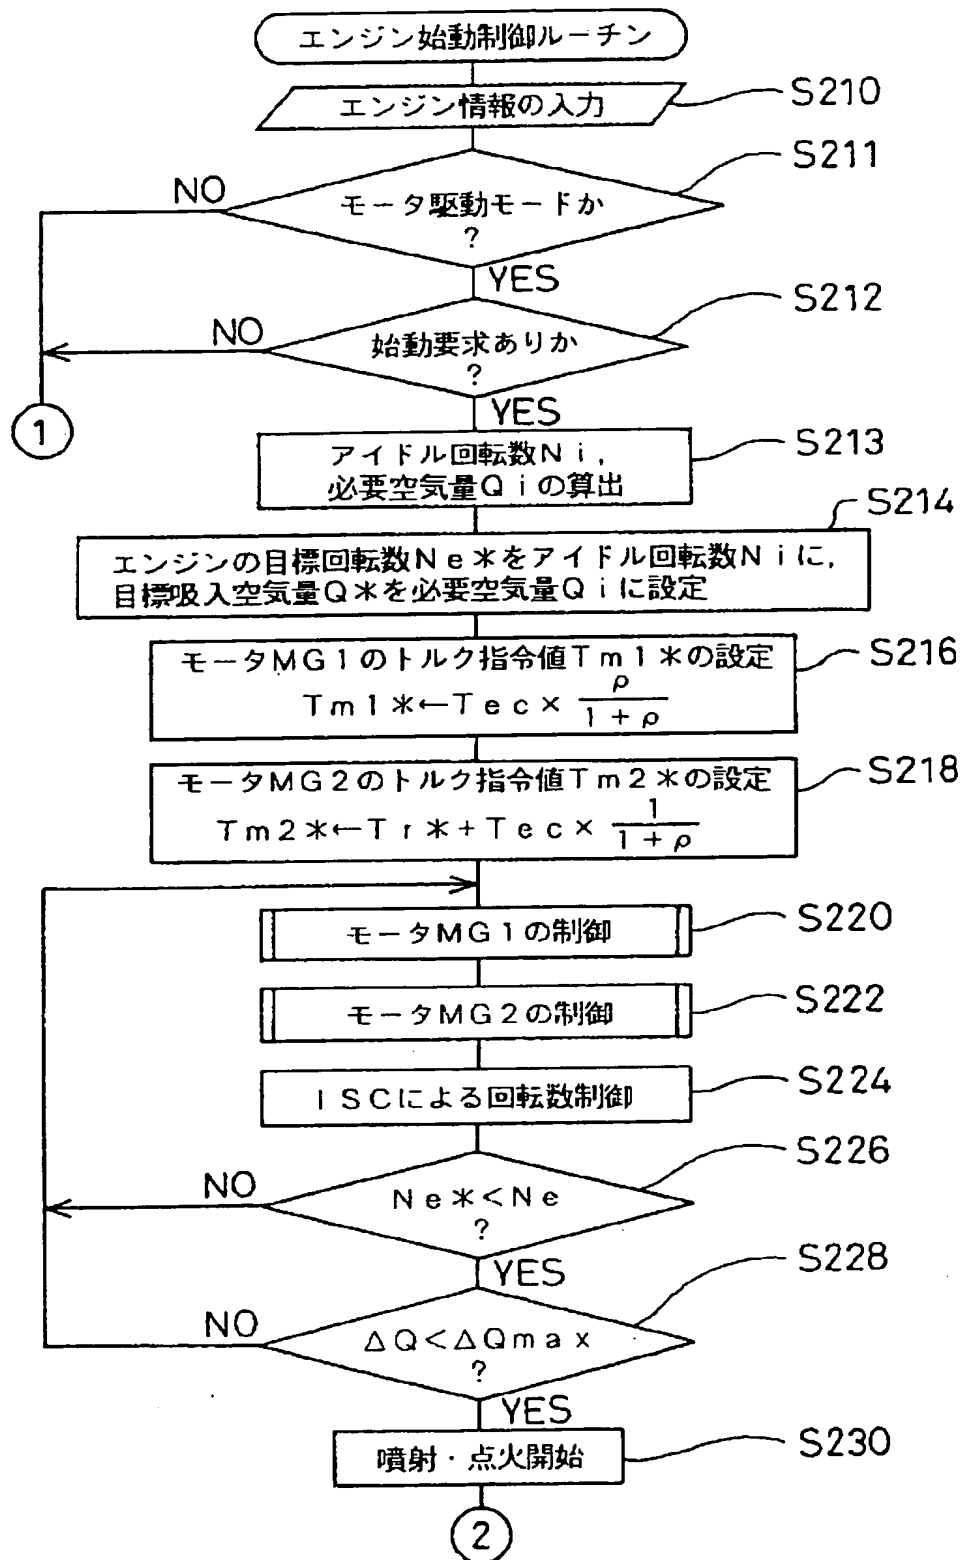 エンジン始動制御ルーチン
エンジン情報の入力
S210
モータ駆動モードか
?
S211
NO
YES
始動要求ありか
?
S212
NO
YES
1
アイドル回転数Ni,
必要空気量Qiの算出
S213
エンジンの目標回転数Ne*をアイドル回転数Niに,
目標吸入空気量Q*を必要空気量Qiに設定
S214
モータMG1のトルク指令値Tm1*の設定
Tm1*←Tec× ρ/1+ρ
S216
モータMG2のトルク指令値Tm2*の設定
Tm2*←Tr*+Tec× 1/1+ρ
S218
モータMG1の制御
S220
モータMG2の制御
S222
ISCによる回転数制御
S224
Ne*<Ne
?
S226
NO
YES
ΔQ<ΔQmax
?
S228
NO
YES
噴射・点火開始
S230
2